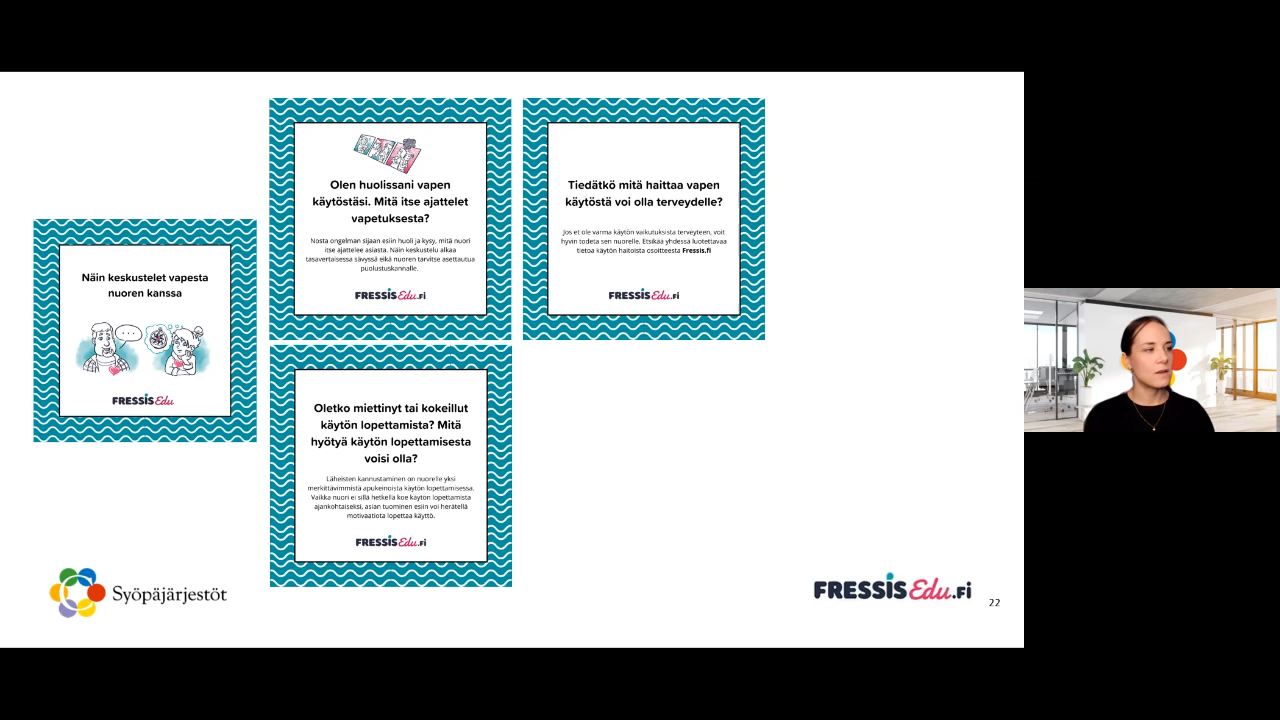 Näin keskustelet vapesta
nuoren kanssa
FRESSIS Edu
Olen huolissani vapen
käytöstäsi. Mitä itse ajattelet
vapetuksesta?
Nosta ongelman sijaan esiin huoli ja kysy, mitä nuori
itse ajattelee asiasta. Näin keskustelu alkaa
tasavertaisessa sävyssä eikä nuoren tarvitse asettautua
puolustuskannalle.
FRESSIS Edu.fi
Tiedätkö mitä haittaa vapen
käytöstä voi olla terveydelle?
Jos et ole varma käytön vaikutuksista terveyteen, voit
hyvin todeta sen nuorelle. Etsikää yhdessä luotettavaa
tietoa käytön haitoista osoitteesta Fressis.fi
FRESSIS Edu.fi
Oletko miettinyt tai kokeillut
käytön lopettamista? Mitä
hyötyä käytön lopettamisesta
voisi olla?
Läheisten kannustaminen on nuorelle yksi
merkittävimmistä apukeinoista käytön lopettamisessa.
Vaikka nuori ei sillä hetkellä koe käytön lopettamista
ajankohtaiseksi, asian tuominen esiin voi herätellä
motivaatiota lopettaa käyttö.
FRESSIS Edu.fi
Syöpäjärjestöt
FRESSIS Edu.fi
22